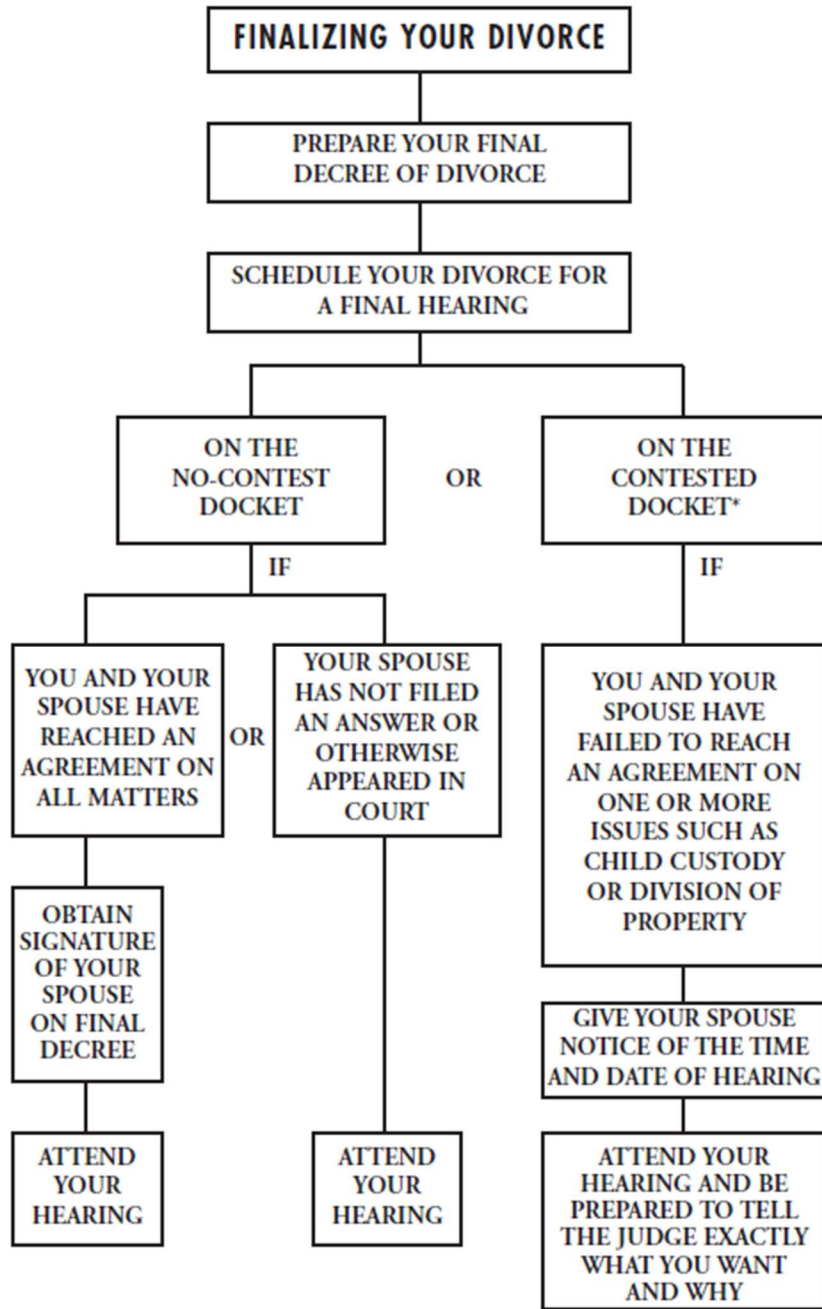 FINALIZING YOUR DIVORCE
PREPARE YOUR FINAL
DECREE OF DIVORCE
SCHEDULE YOUR DIVORCE FOR
A FINAL HEARING
ON THE
NO-CONTEST
DOCKET
OR
ON THE
CONTESTED
DOCKET*
IF
IF
YOU AND YOUR
SPOUSE HAVE
REACHED AN
AGREEMENT ON
ALL MATTERS
OR
YOUR SPOUSE
HAS NOT FILED
AN ANSWER OR
OTHERWISE
APPEARED IN
COURT
YOU AND YOUR
SPOUSE HAVE
FAILED TO REACH
AN AGREEMENT ON
ONE OR MORE
ISSUES SUCH AS
CHILD CUSTODY
OR DIVISION OF
PROPERTY
OBTAIN
SIGNATURE
OF YOUR
SPOUSE
ON FINAL
DECREE
GIVE YOUR SPOUSE
NOTICE OF THE TIME
AND DATE OF HEARING
ATTEND
YOUR
HEARING
ATTEND
YOUR
HEARING
ATTEND YOUR
HEARING AND BE
PREPARED TO TELL
THE JUDGE EXACTLY
WHAT YOU WANT
AND WHY